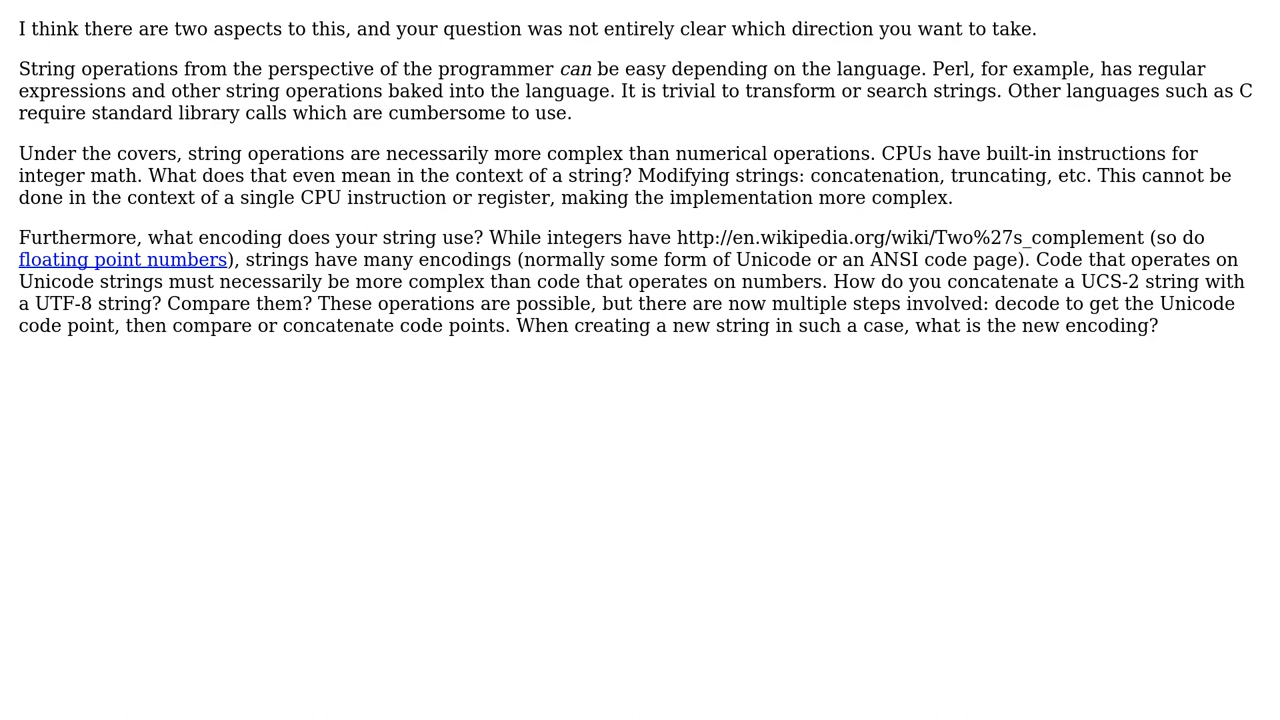 I think there are two aspects to this, and your question was not entirely clear which direction you want to take.
String operations from the perspective of the programmer can be easy depending on the language. Perl, for example, has regular
expressions and other string operations baked into the language. It is trivial to transform or search strings. Other languages such as C
require standard library calls which are cumbersome to use.
Under the covers, string operations are necessarily more complex than numerical operations. CPUs have built-in instructions for
integer math. What does that even mean in the context of a string? Modifying strings: concatenation, truncating, etc. This cannot be
done in the context of a single CPU instruction or register, making the implementation more complex.
Furthermore, what encoding does your string use? While integers have http://en.wikipedia.org/wiki/Two%27s_complement (so do
floating point numbers), strings have many encodings (normally some form of Unicode or an ANSI code page). Code that operates on
Unicode strings must necessarily be more complex than code that operates on numbers. How do you concatenate a UCS-2 string with
a UTF-8 string? Compare them? These operations are possible, but there are now multiple steps involved: decode to get the Unicode
code point, then compare or concatenate code points. When creating a new string in such a case, what is the new encoding?